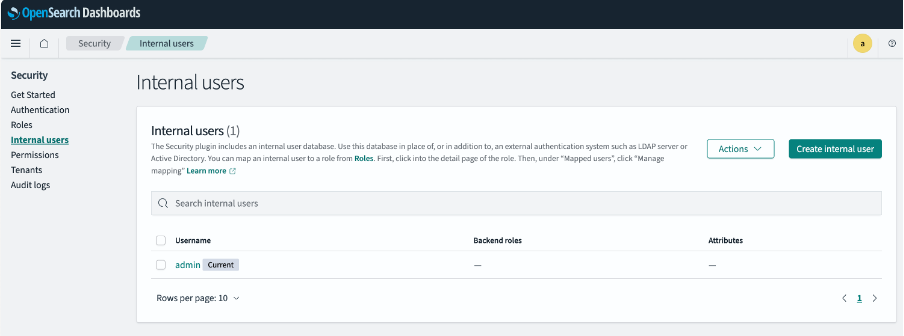 OpenSearch Dashboards
Security
Internal users
a
Security
Get Started
Authentication
Roles
Internal users
Permissions
Tenants
Audit logs
Internal users
Internal users (1)
The Security plugin includes an internal user database. Use this database in place of, or in addition to, an external authentication system such as LDAP server or
Active Directory. You can map an internal user to a role from Roles. First, click into the detail page of the role. Then, under “Mapped users”, click “Manage
mapping” Learn more
Actions
Create internal user
Search internal users
Username Backend roles Attributes
admin Current — —
Rows per page: 10
1